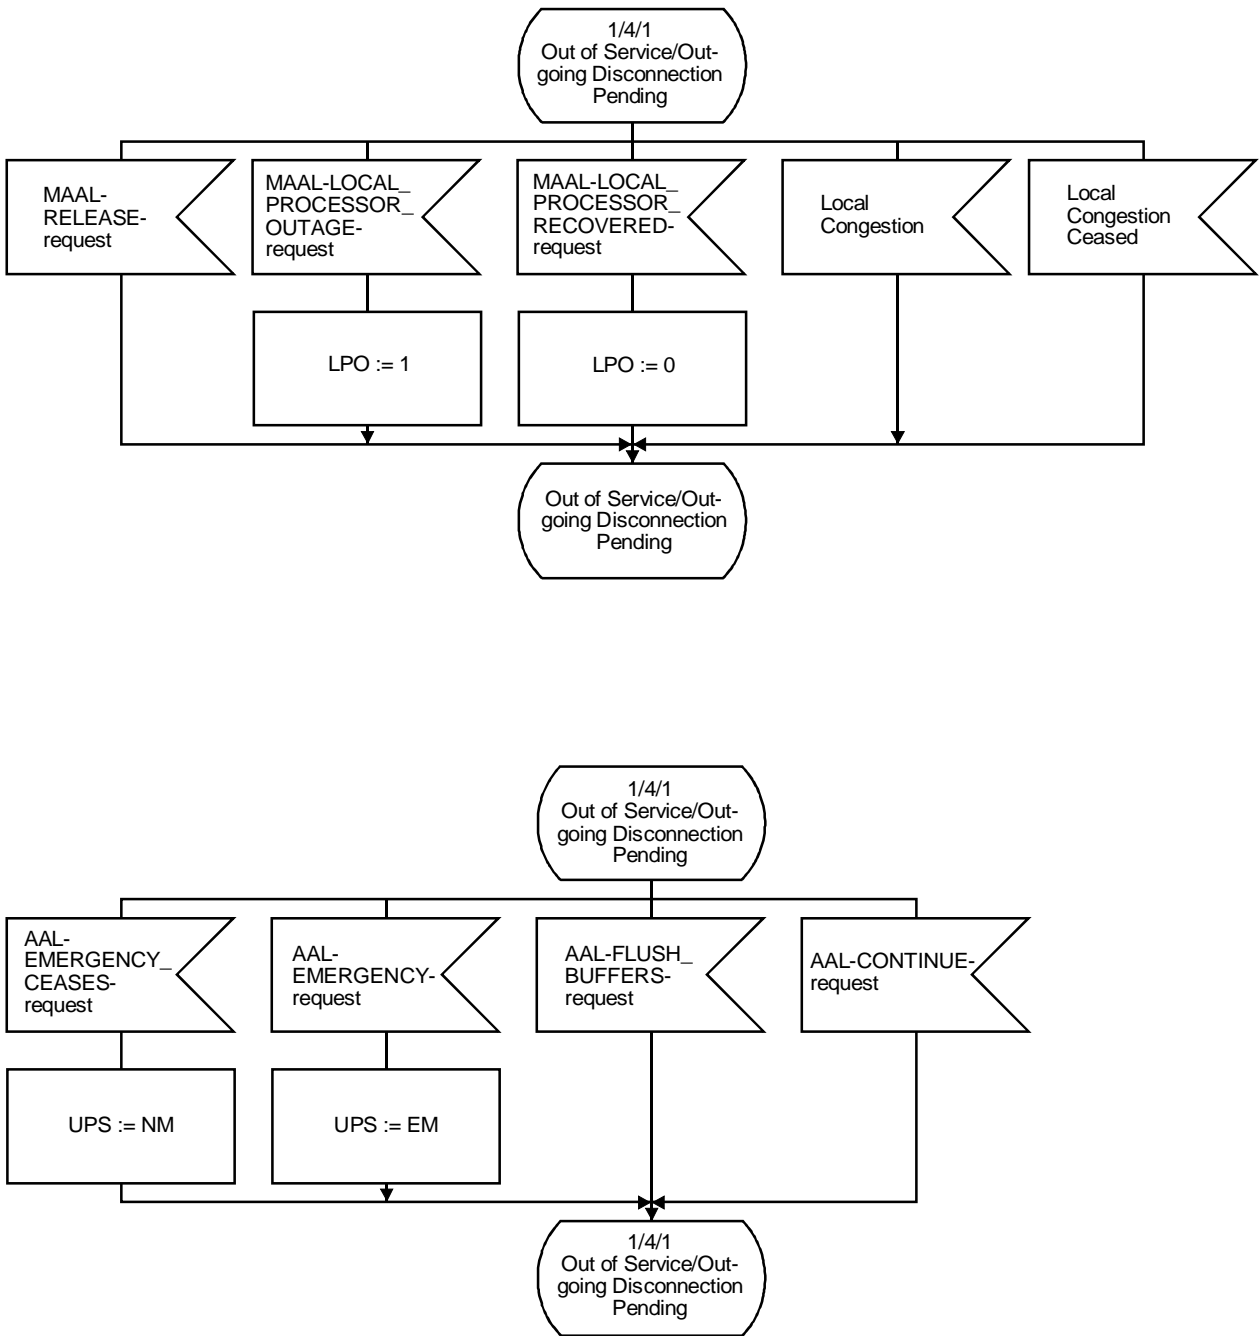 1/4/1
Out of Service/Out-
going Disconnection
Pending
MAAL-
RELEASE-
request
MAAL-LOCAL_
PROCESSOR_
OUTAGE-
request
MAAL-LOCAL_
PROCESSOR_
RECOVERED-
request
Local
Congestion
Local
Congestion
Ceased
LPO := 1
LPO := 0
Out of Service/Out-
going Disconnection
Pending
1/4/1
Out of Service/Out-
going Disconnection
Pending
AAL-
EMERGENCY_
CEASES-
request
AAL-
EMERGENCY-
request
AAL-FLUSH_
BUFFERS-
request
AAL-CONTINUE-
request
UPS := NM
UPS := EM
1/4/1
Out of Service/Out-
going Disconnection
Pending